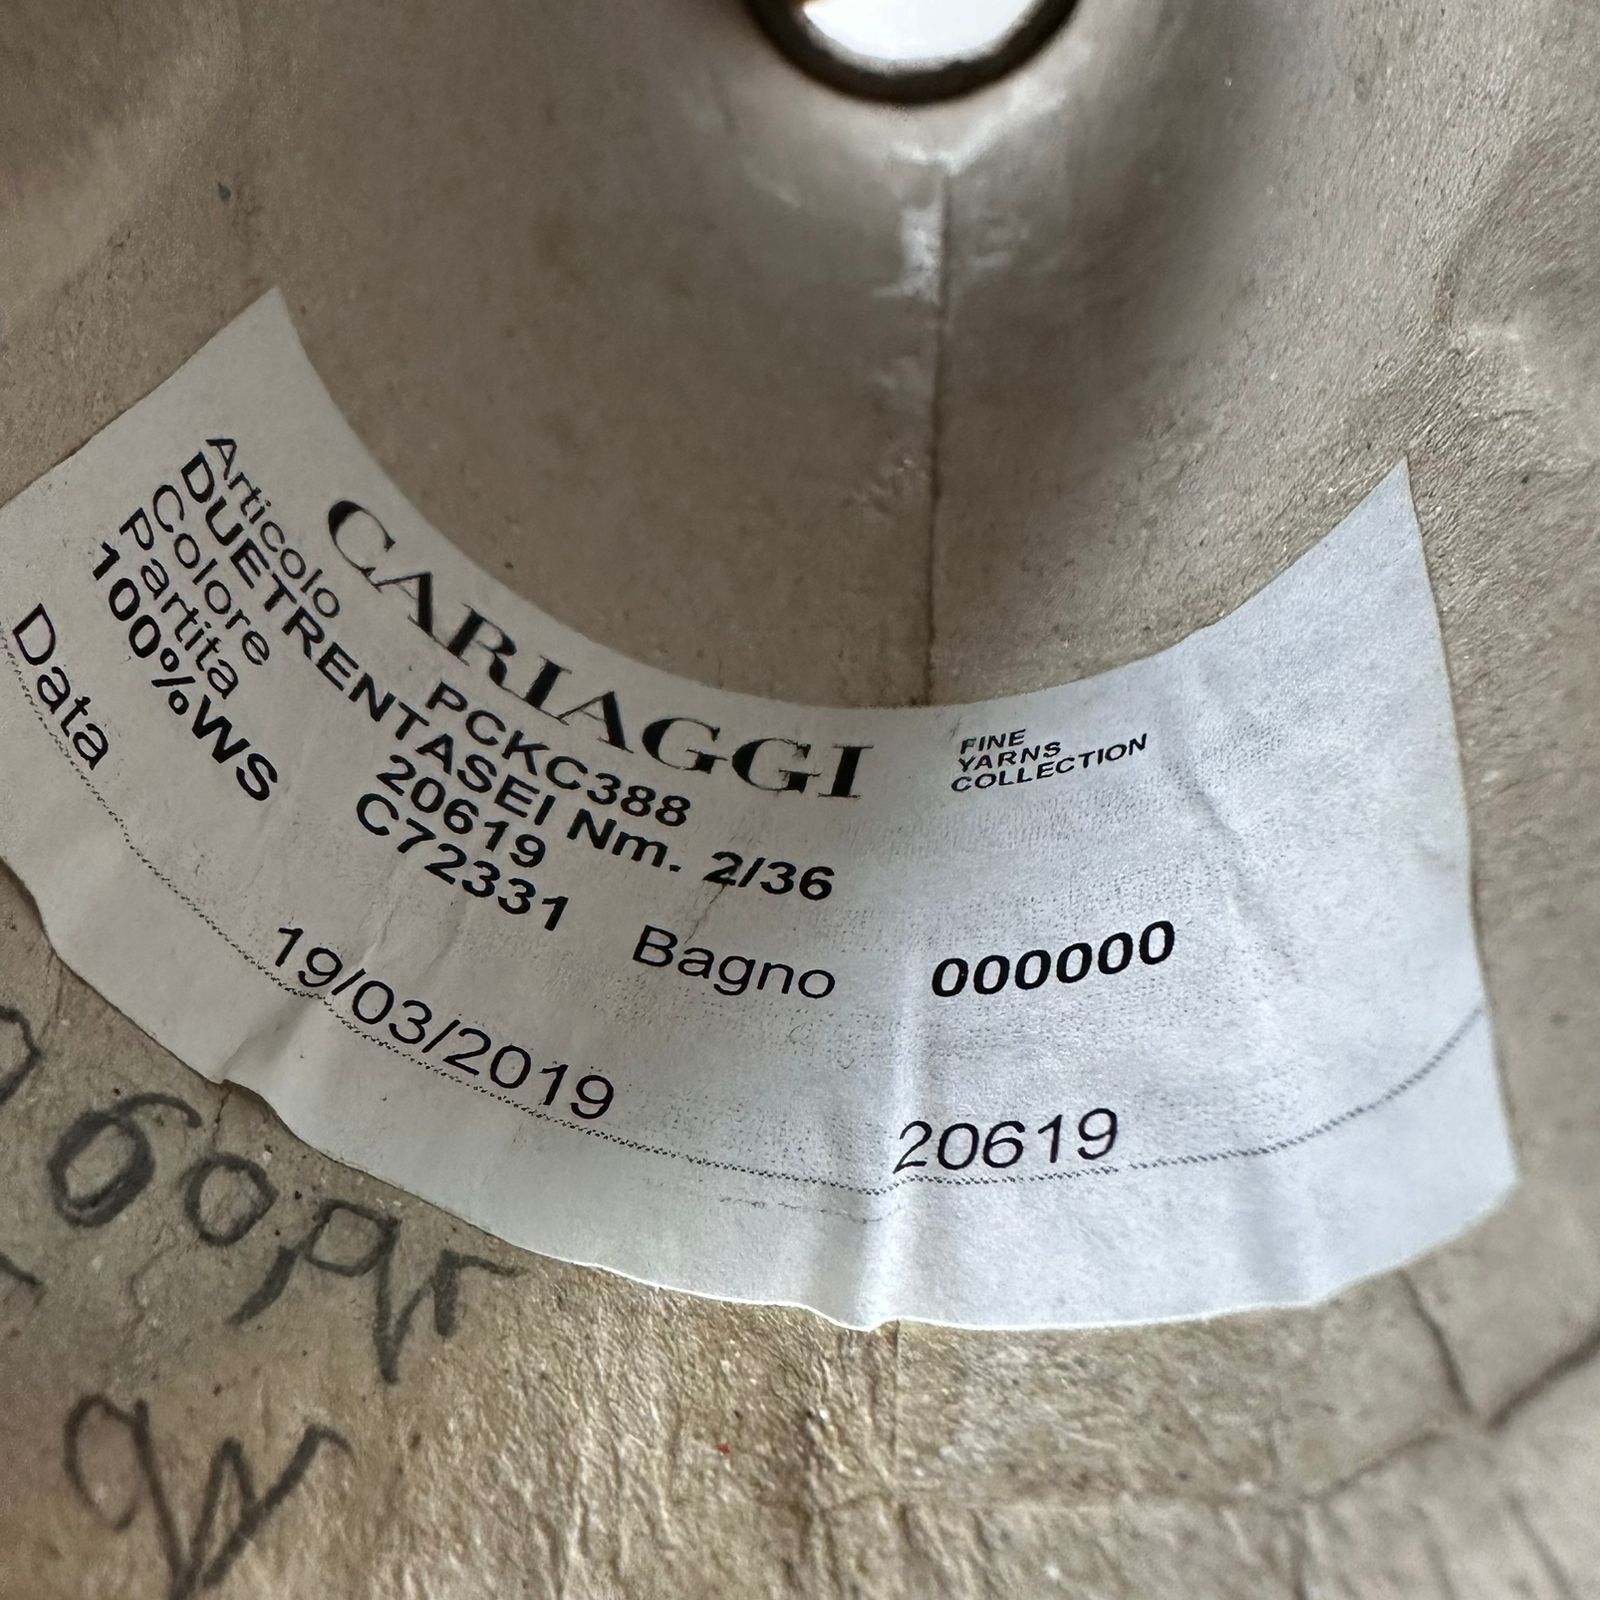 CARIAGGI
FINE
YARNS
COLLECTION
Articolo PCKC388
DUETRENTASEI Nm. 2/36
Colore 20619
Partita C72331 Bagno 000000
100%WS
Data 19/03/2019 20619